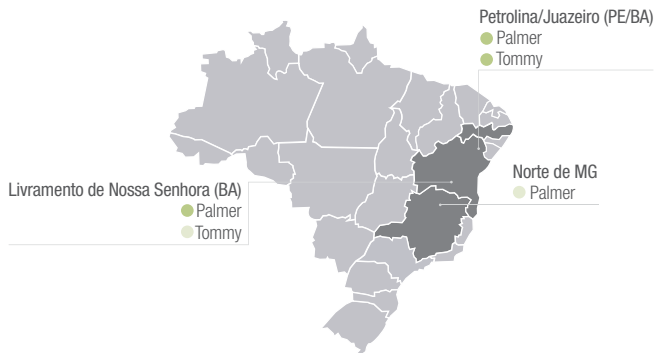 Petrolina/Juazeiro (PE/BA)
Palmer
Tommy
Norte de MG
Palmer
Livramento de Nossa Senhora (BA)
Palmer
Tommy